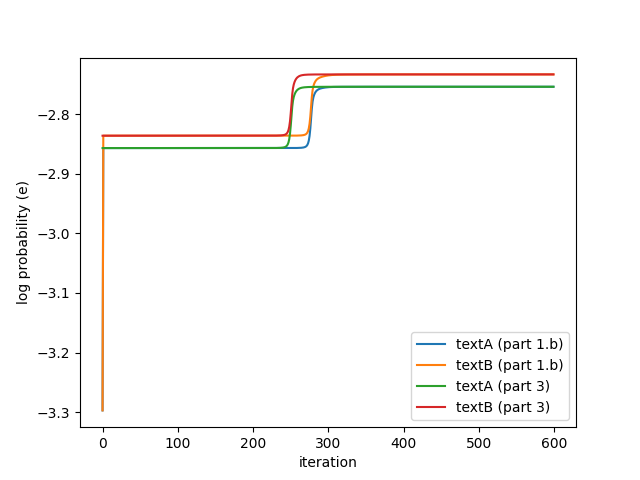 −2.8
−2.9
−3.0
−3.1
−3.2
−3.3
log probability (e)
0 100 200 300 400 500 600
iteration
textA (part 1.b)
textB (part 1.b)
textA (part 3)
textB (part 3)